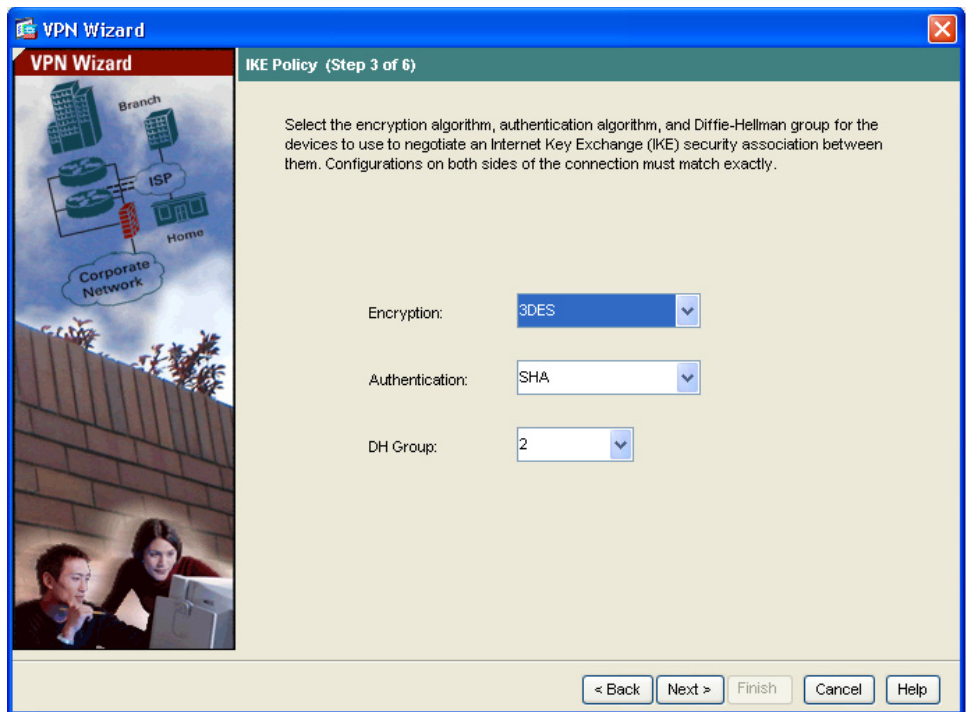 VPN Wizard
VPN Wizard
IKE Policy (Step 3 of 6)
Branch
ISP
Home
Corporate
Network
Select the encryption algorithm, authentication algorithm, and Diffie-Hellman group for the
devices to use to negotiate an Internet Key Exchange (IKE) security association between
them. Configurations on both sides of the connection must match exactly.
Encryption: 3DES
Authentication: SHA
DH Group: 2
< Back Next > Finish Cancel Help